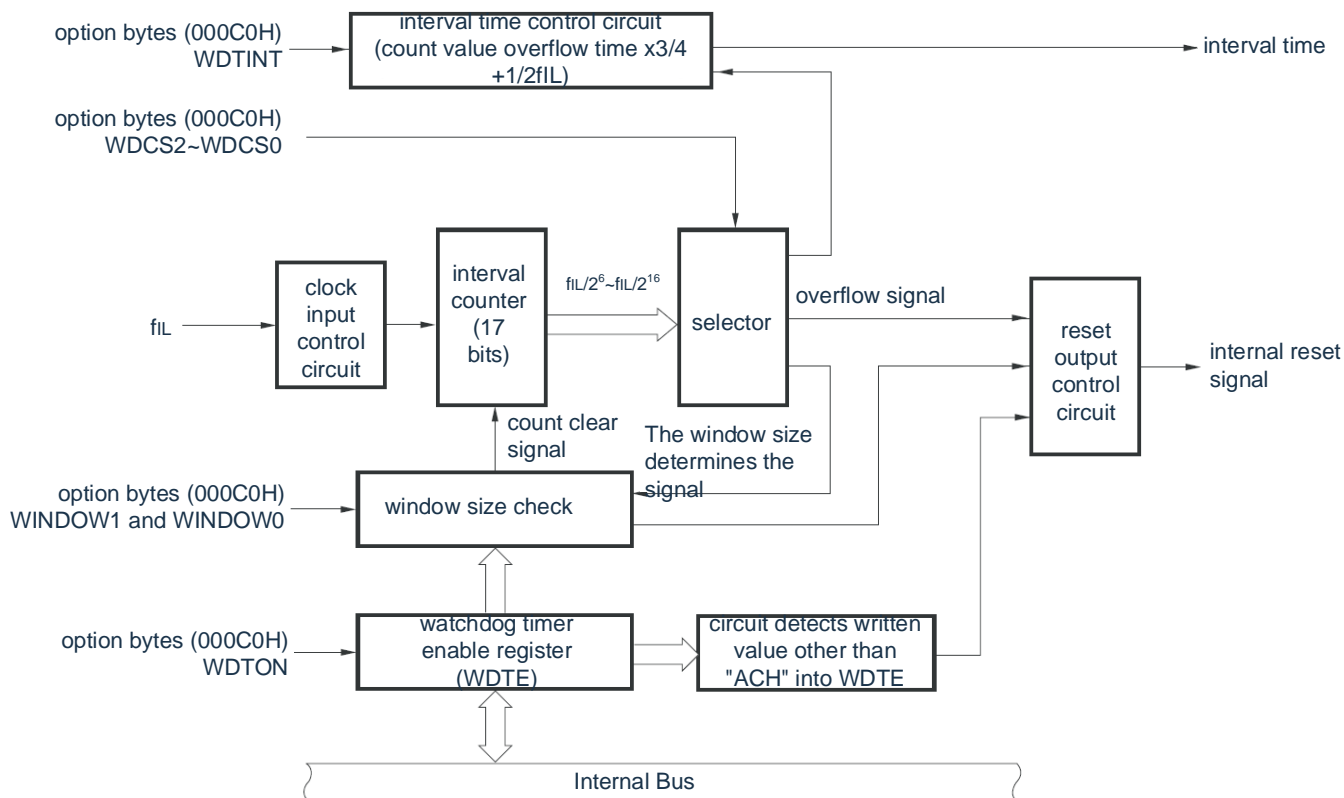 option bytes (000C0H)
WDTINT
interval time control circuit
(count value overflow time x3/4
+1/2fIL)
interval time
option bytes (000C0H)
WDCS2~WDCS0
fIL
clock
input
control
circuit
interval
counter
(17
bits)
fIL/2⁶~fIL/2¹⁶
selector
overflow signal
reset
output
control
circuit
internal reset
signal
count clear
signal
The window size
determines the
signal
option bytes (000C0H)
WINDOW1 and WINDOW0
window size check
option bytes (000C0H)
WDTON
watchdog timer
enable register
(WDTE)
circuit detects written
value other than
"ACH" into WDTE
Internal Bus